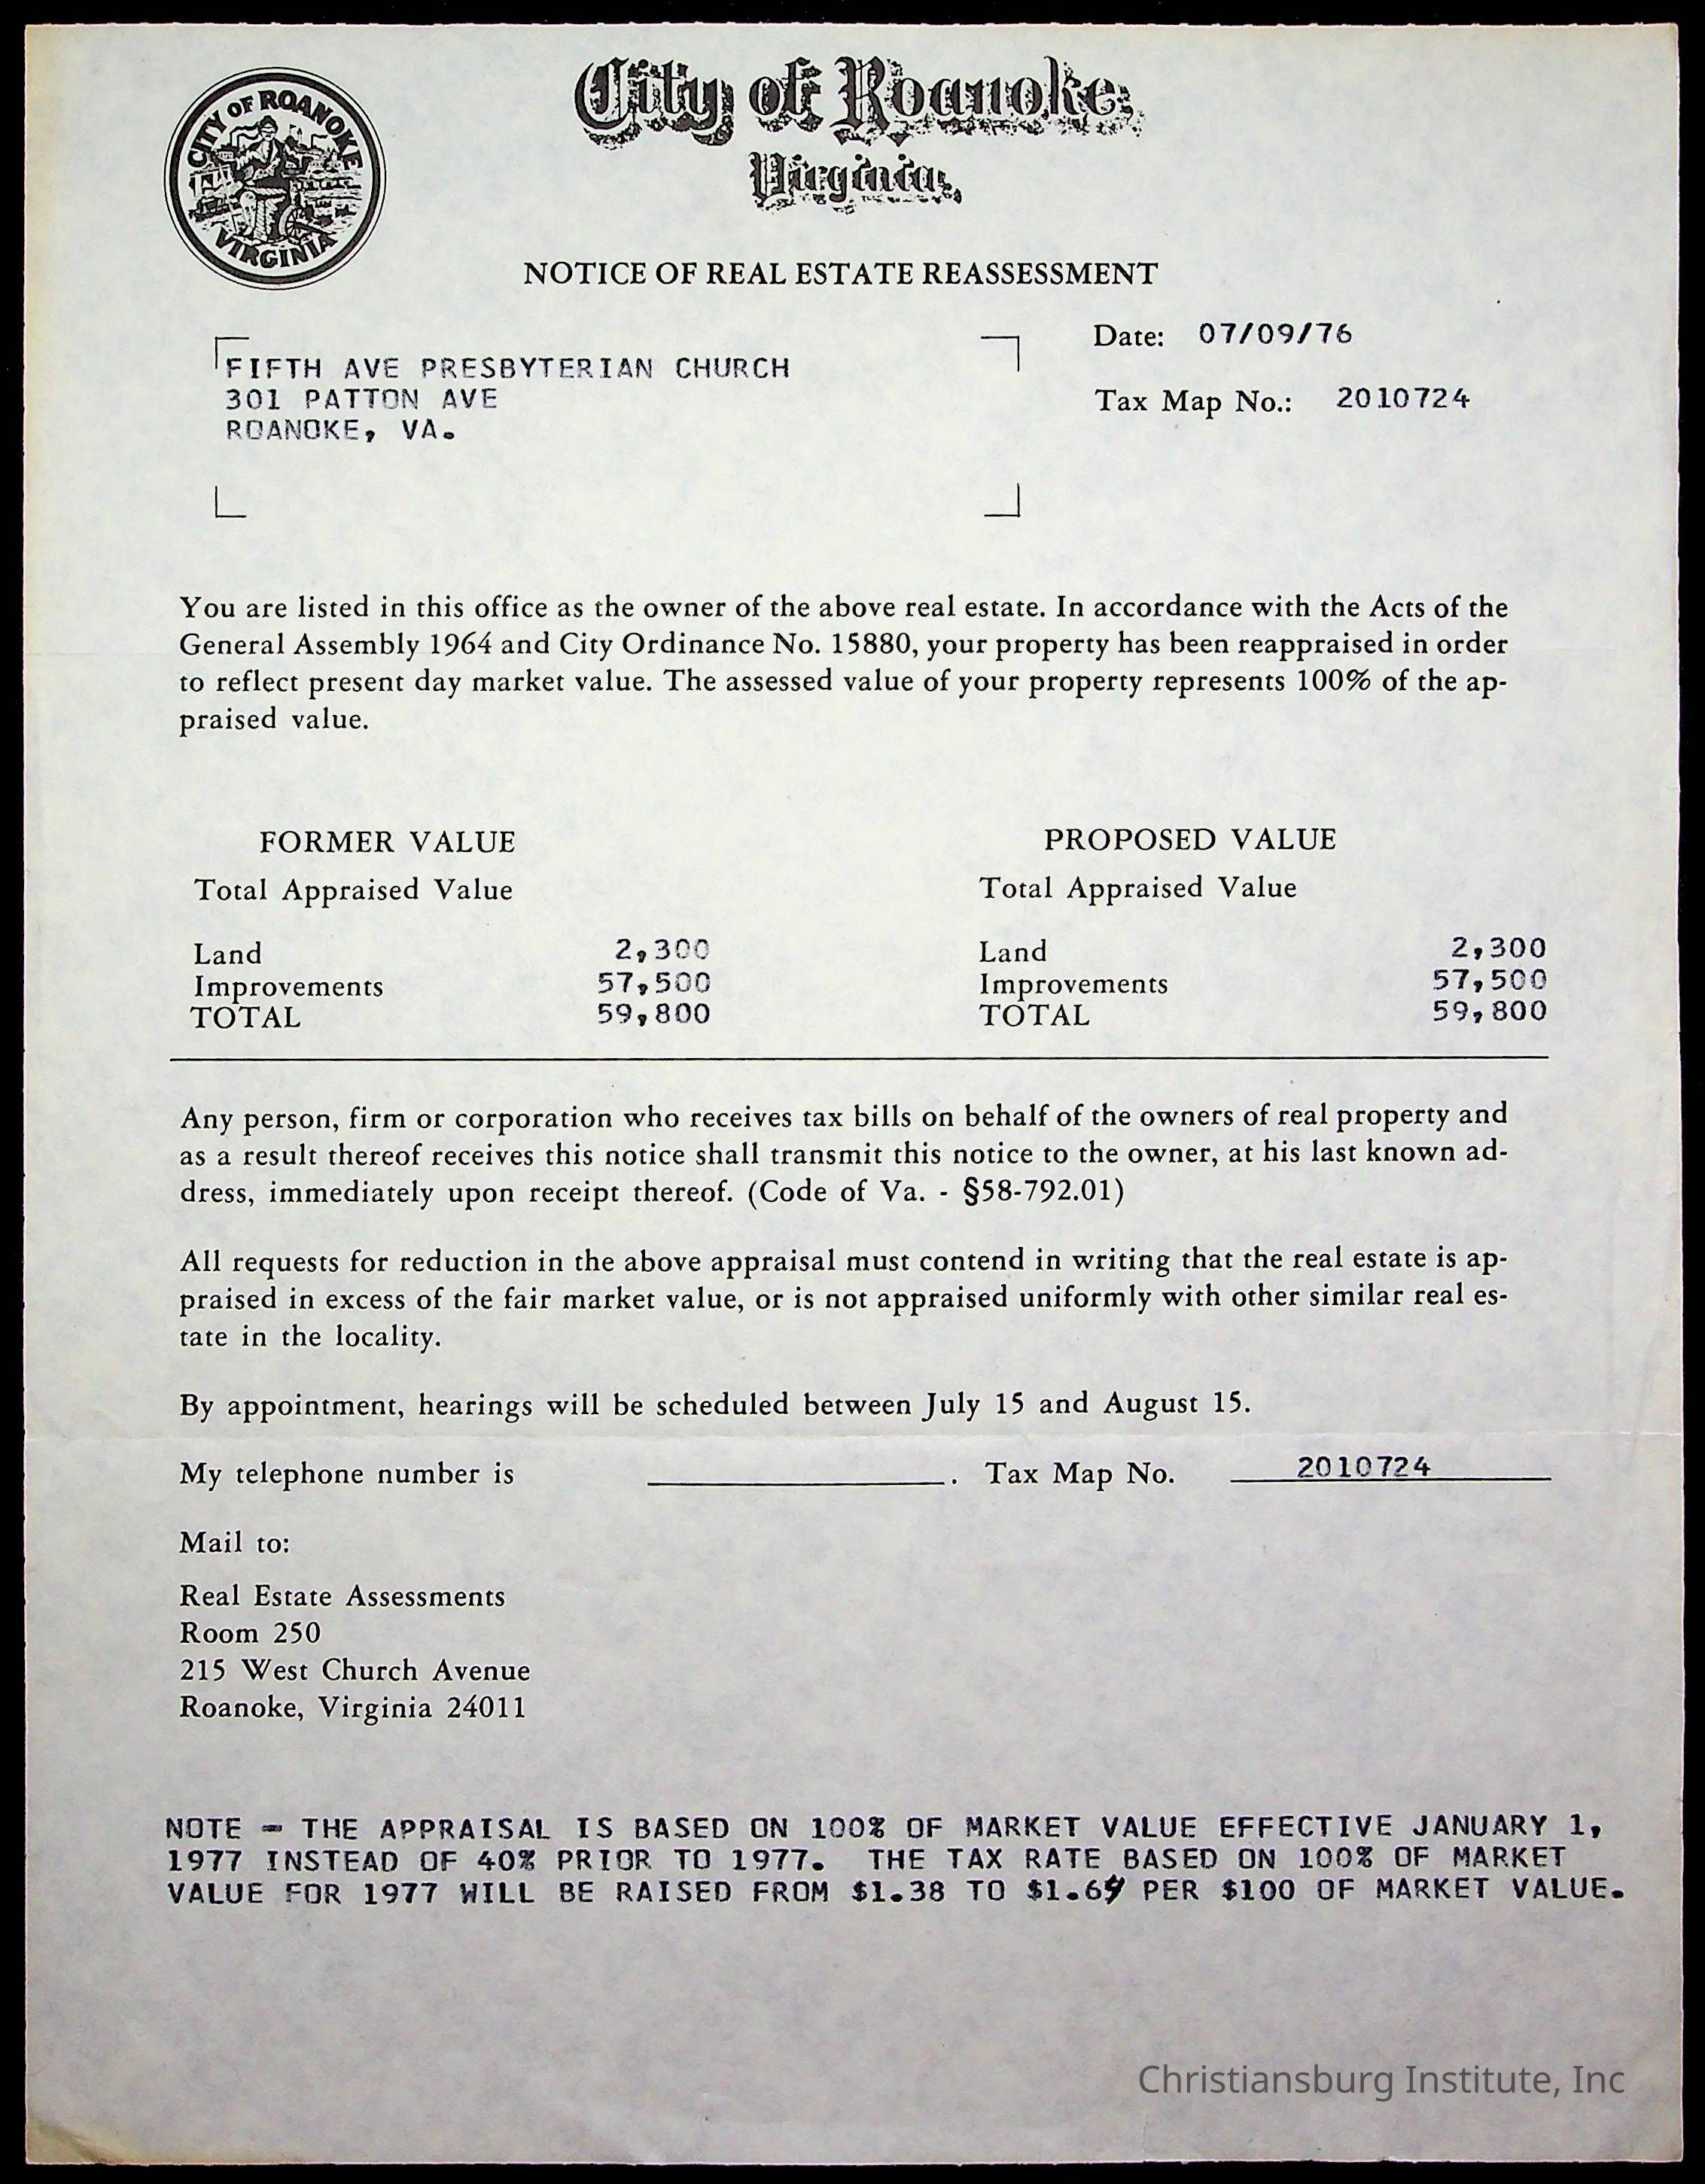 CITY OF ROANOKE
VIRGINIA
City of Roanoke
Virginia
NOTICE OF REAL ESTATE REASSESSMENT
Date: 07/09/76
FIFTH AVE PRESBYTERIAN CHURCH
301 PATTON AVE
ROANOKE, VA.
Tax Map No.: 2010724
You are listed in this office as the owner of the above real estate. In accordance with the Acts of the
General Assembly 1964 and City Ordinance No. 15880, your property has been reappraised in order
to reflect present day market value. The assessed value of your property represents 100% of the ap-
praised value.
FORMER VALUE PROPOSED VALUE
Total Appraised Value Total Appraised Value
Land 2,300 Land 2,300
Improvements 57,500 Improvements 57,500
TOTAL 59,800 TOTAL 59,800
Any person, firm or corporation who receives tax bills on behalf of the owners of real property and
as a result thereof receives this notice shall transmit this notice to the owner, at his last known ad-
dress, immediately upon receipt thereof. (Code of Va. - §58-792.01)
All requests for reduction in the above appraisal must contend in writing that the real estate is ap-
praised in excess of the fair market value, or is not appraised uniformly with other similar real es-
tate in the locality.
By appointment, hearings will be scheduled between July 15 and August 15.
My telephone number is . Tax Map No. 2010724
Mail to:
Real Estate Assessments
Room 250
215 West Church Avenue
Roanoke, Virginia 24011
NOTE - THE APPRAISAL IS BASED ON 100% OF MARKET VALUE EFFECTIVE JANUARY 1,
1977 INSTEAD OF 40% PRIOR TO 1977. THE TAX RATE BASED ON 100% OF MARKET
VALUE FOR 1977 WILL BE RAISED FROM $1.38 TO PER $100 OF MARKET VALUE.
Christiansburg Institute, Inc